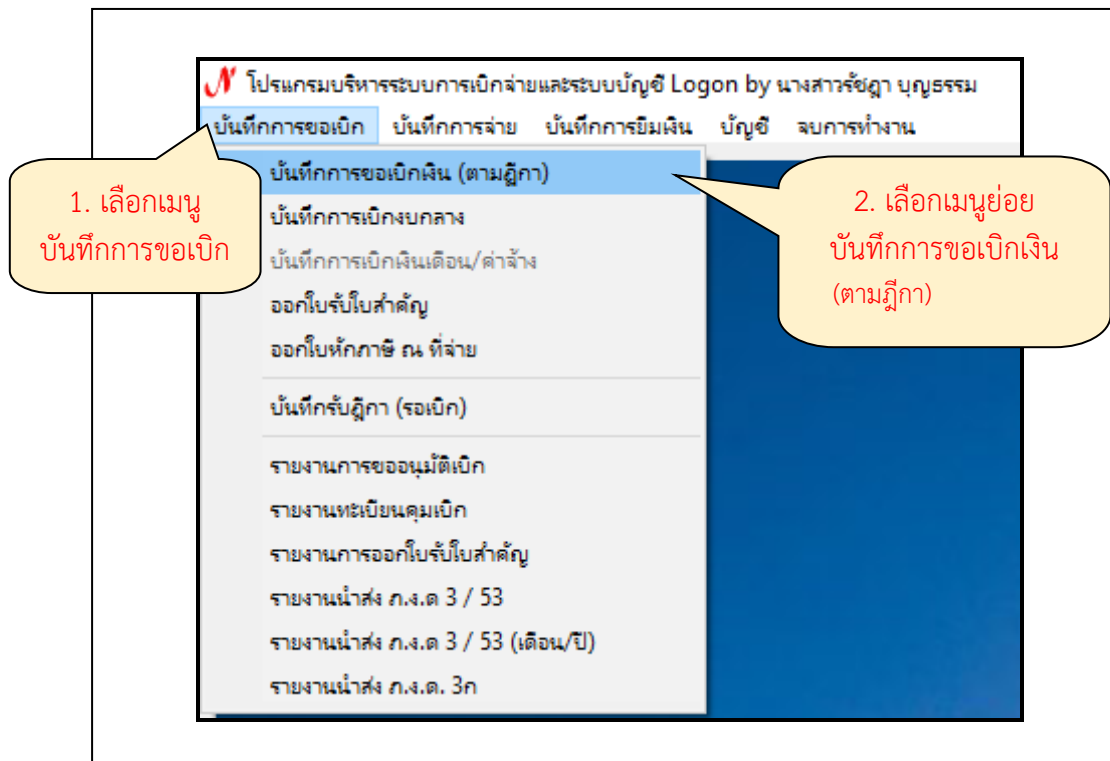 โปรแกรมบริหารระบบการเบิกจ่ายและระบบบัญชี Logon by นางสาวรัชฎา บุญธรรม
บันทึกการขอเบิก บันทึกการจ่าย บันทึกการยืมเงิน บัญชี จบการทำงาน
บันทึกการขอเบิกเงิน (ตามฎีกา)
บันทึกการเบิกงบกลาง
บันทึกการเบิกเงินเดือน/ค่าจ้าง
ออกใบรับใบสำคัญ
ออกใบหักภาษี ณ ที่จ่าย
บันทึกรับฎีกา (รอเบิก)
รายงานการขออนุมัติเบิก
รายงานทะเบียนคุมเบิก
รายงานการออกใบรับใบสำคัญ
รายงานนำส่ง ภ.ง.ด 3 / 53
รายงานนำส่ง ภ.ง.ด 3 / 53 (เดือน/ปี)
รายงานนำส่ง ภ.ง.ด. 3ก
1. เลือกเมนู
บันทึกการขอเบิก
2. เลือกเมนูย่อย
บันทึกการขอเบิกเงิน
(ตามฎีกา)